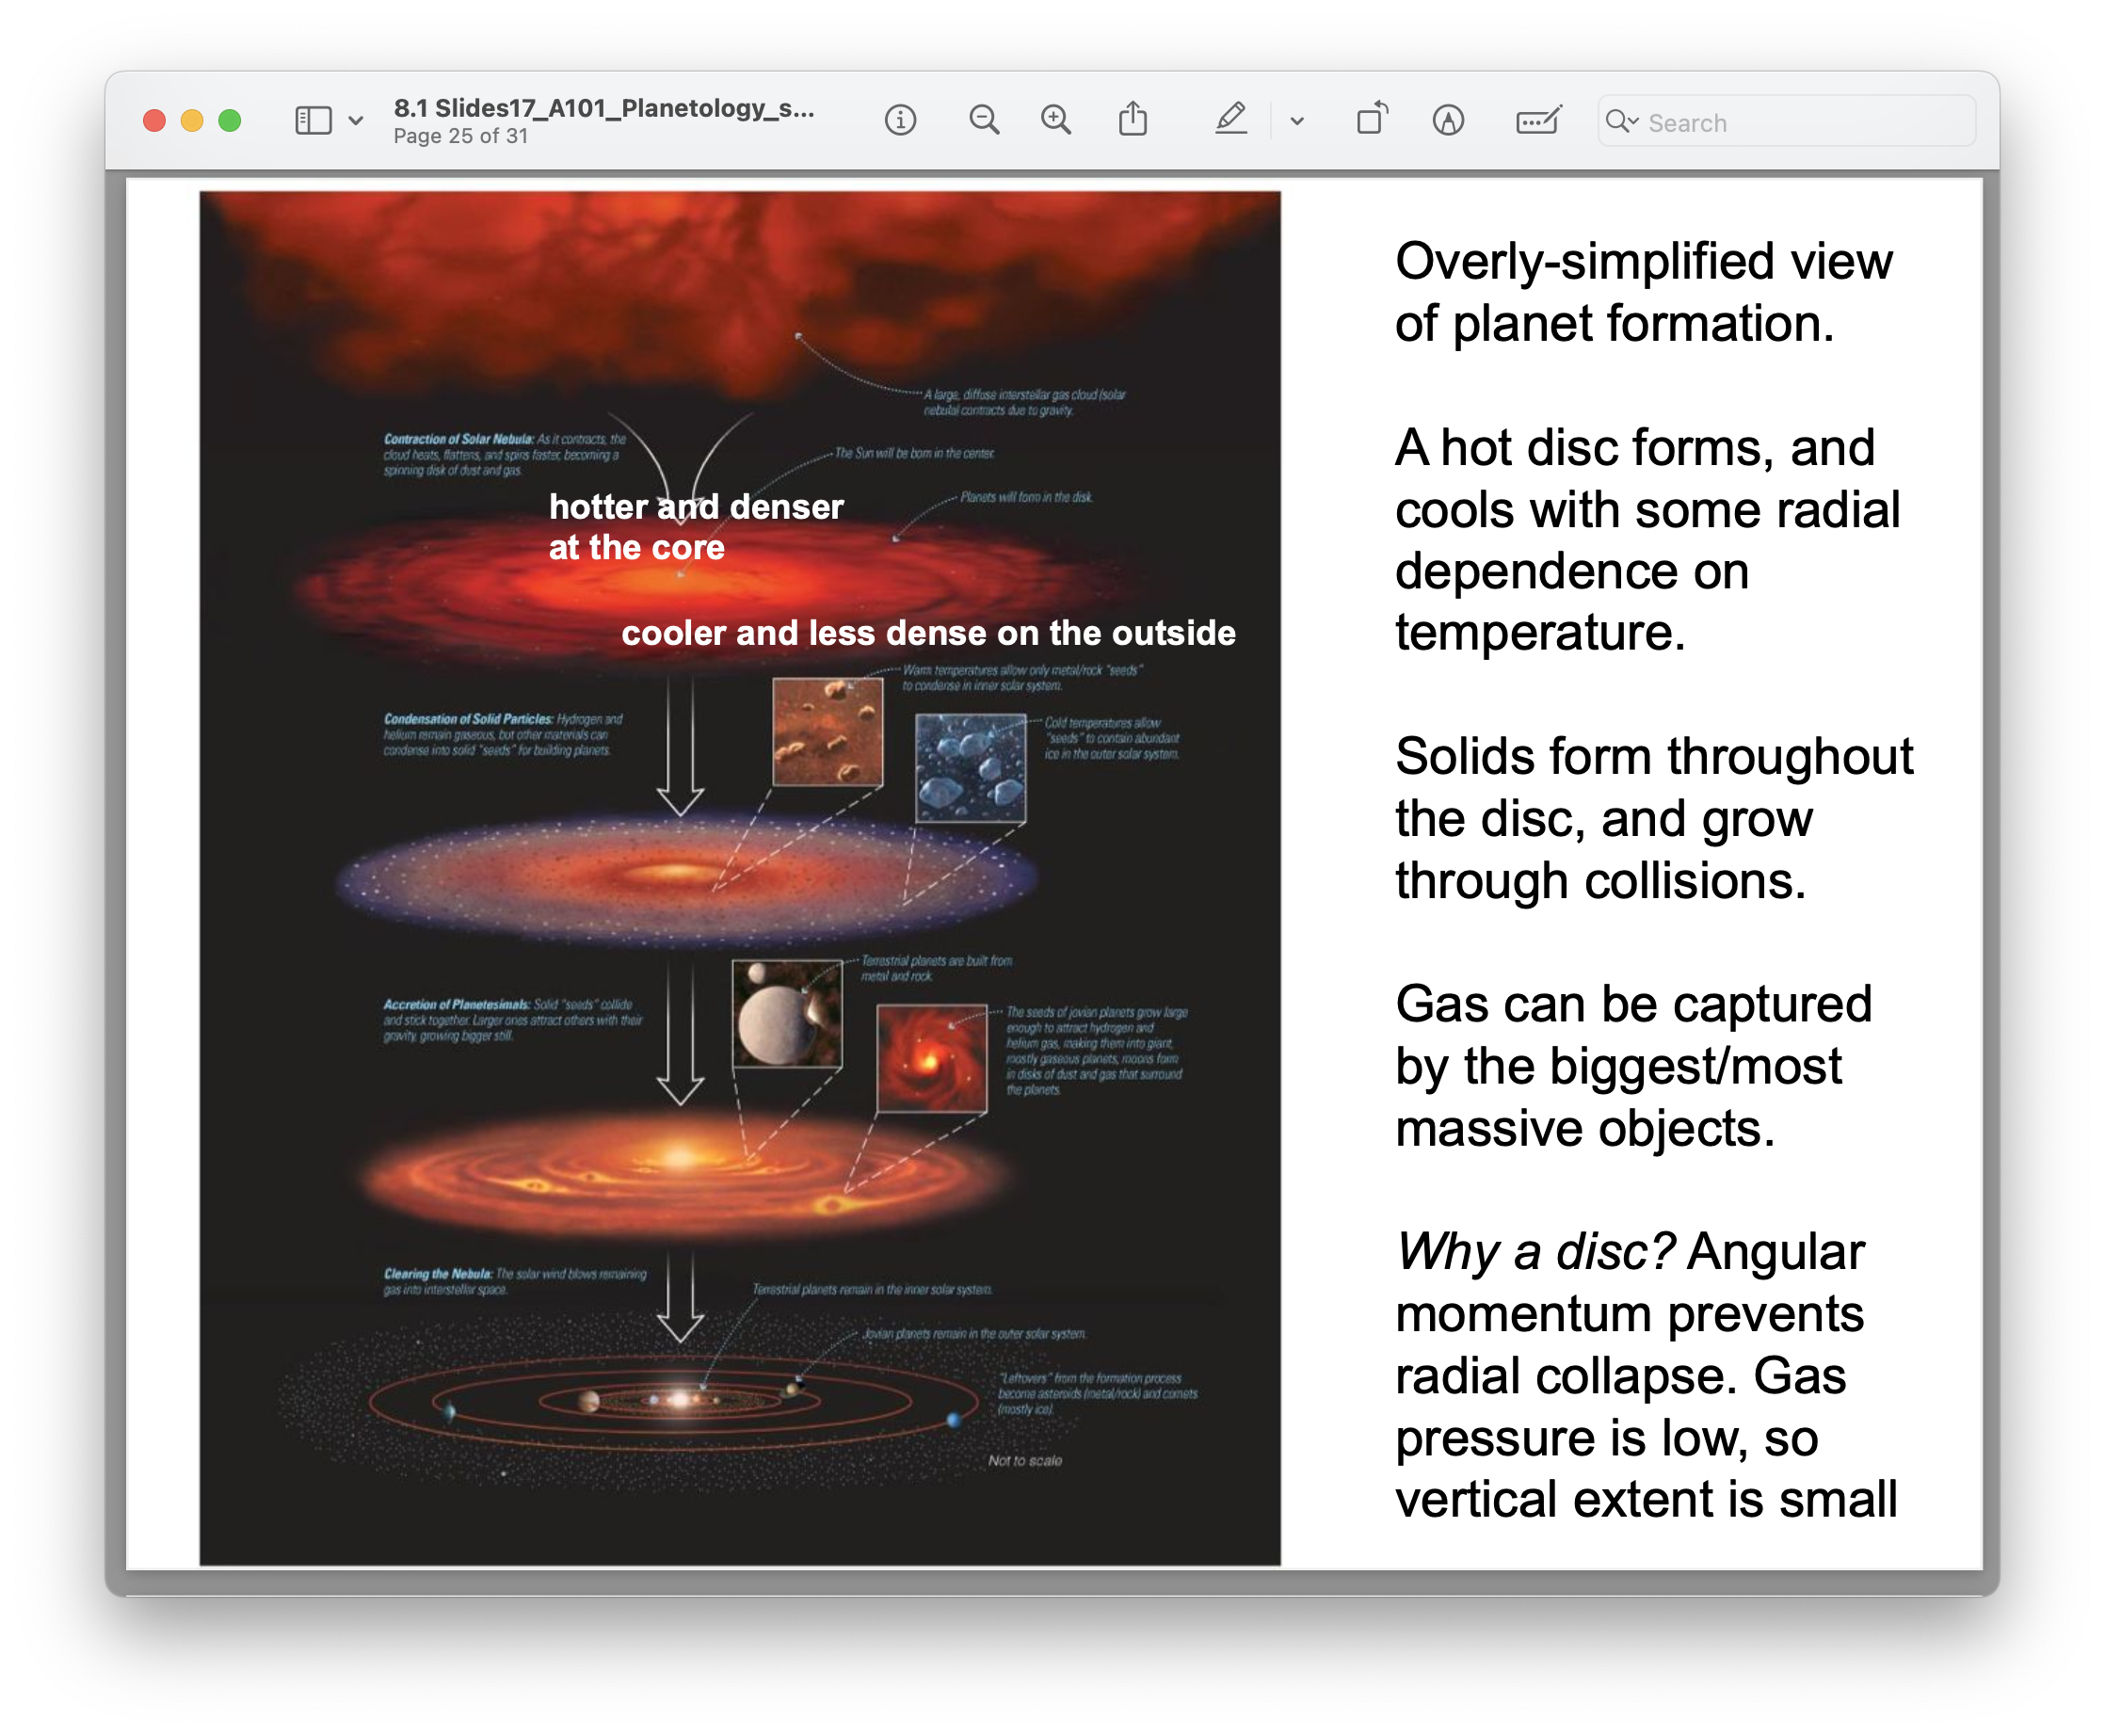 8.1 Slides17_A101_Planetology_s...
Page 25 of 31
Search
A large, diffuse interstellar gas cloud (solar
nebula) contracts due to gravity.
Contraction of Solar Nebula: As it contracts, the
cloud heats, flattens, and spins faster, becoming a
spinning disk of dust and gas.
The Sun will be born in the center.
Planets will form in the disk.
hotter and denser
at the core
cooler and less dense on the outside
Warm temperatures allow only metal/rock "seeds"
to condense in inner solar system.
Condensation of Solid Particles: Hydrogen and
helium remain gaseous, but other materials can
condense into solid "seeds" for building planets.
Cold temperatures allow
"seeds" to contain abundant
ice in the outer solar system.
Terrestrial planets are built from
metal and rock.
Accretion of Planetesimals: Solid "seeds" collide
and stick together. Larger ones attract others with their
gravity, growing bigger still.
The seeds of jovian planets grow large
enough to attract hydrogen and
helium gas, making them into giant,
mostly gaseous planets, moons form
in disks of dust and gas that surround
the planets.
Clearing the Nebula: The solar wind blows remaining
gas into interstellar space.
Terrestrial planets remain in the inner solar system.
Jovian planets remain in the outer solar system.
"Leftovers" from the formation process
become asteroids (metal/rock) and comets
(mostly ice).
Not to scale
Overly-simplified view
of planet formation.
A hot disc forms, and
cools with some radial
dependence on
temperature.
Solids form throughout
the disc, and grow
through collisions.
Gas can be captured
by the biggest/most
massive objects.
Why a disc? Angular
momentum prevents
radial collapse. Gas
pressure is low, so
vertical extent is small